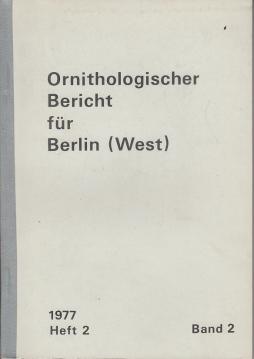 Ornithologischer
Bericht
für
Berlin (West)
1977
Heft 2
Band 2